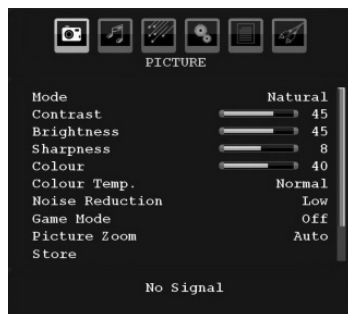 PICTURE
Mode Natural
Contrast 45
Brightness 45
Sharpness 8
Colour 40
Colour Temp. Normal
Noise Reduction Low
Game Mode Off
Picture Zoom Auto
Store
No Signal